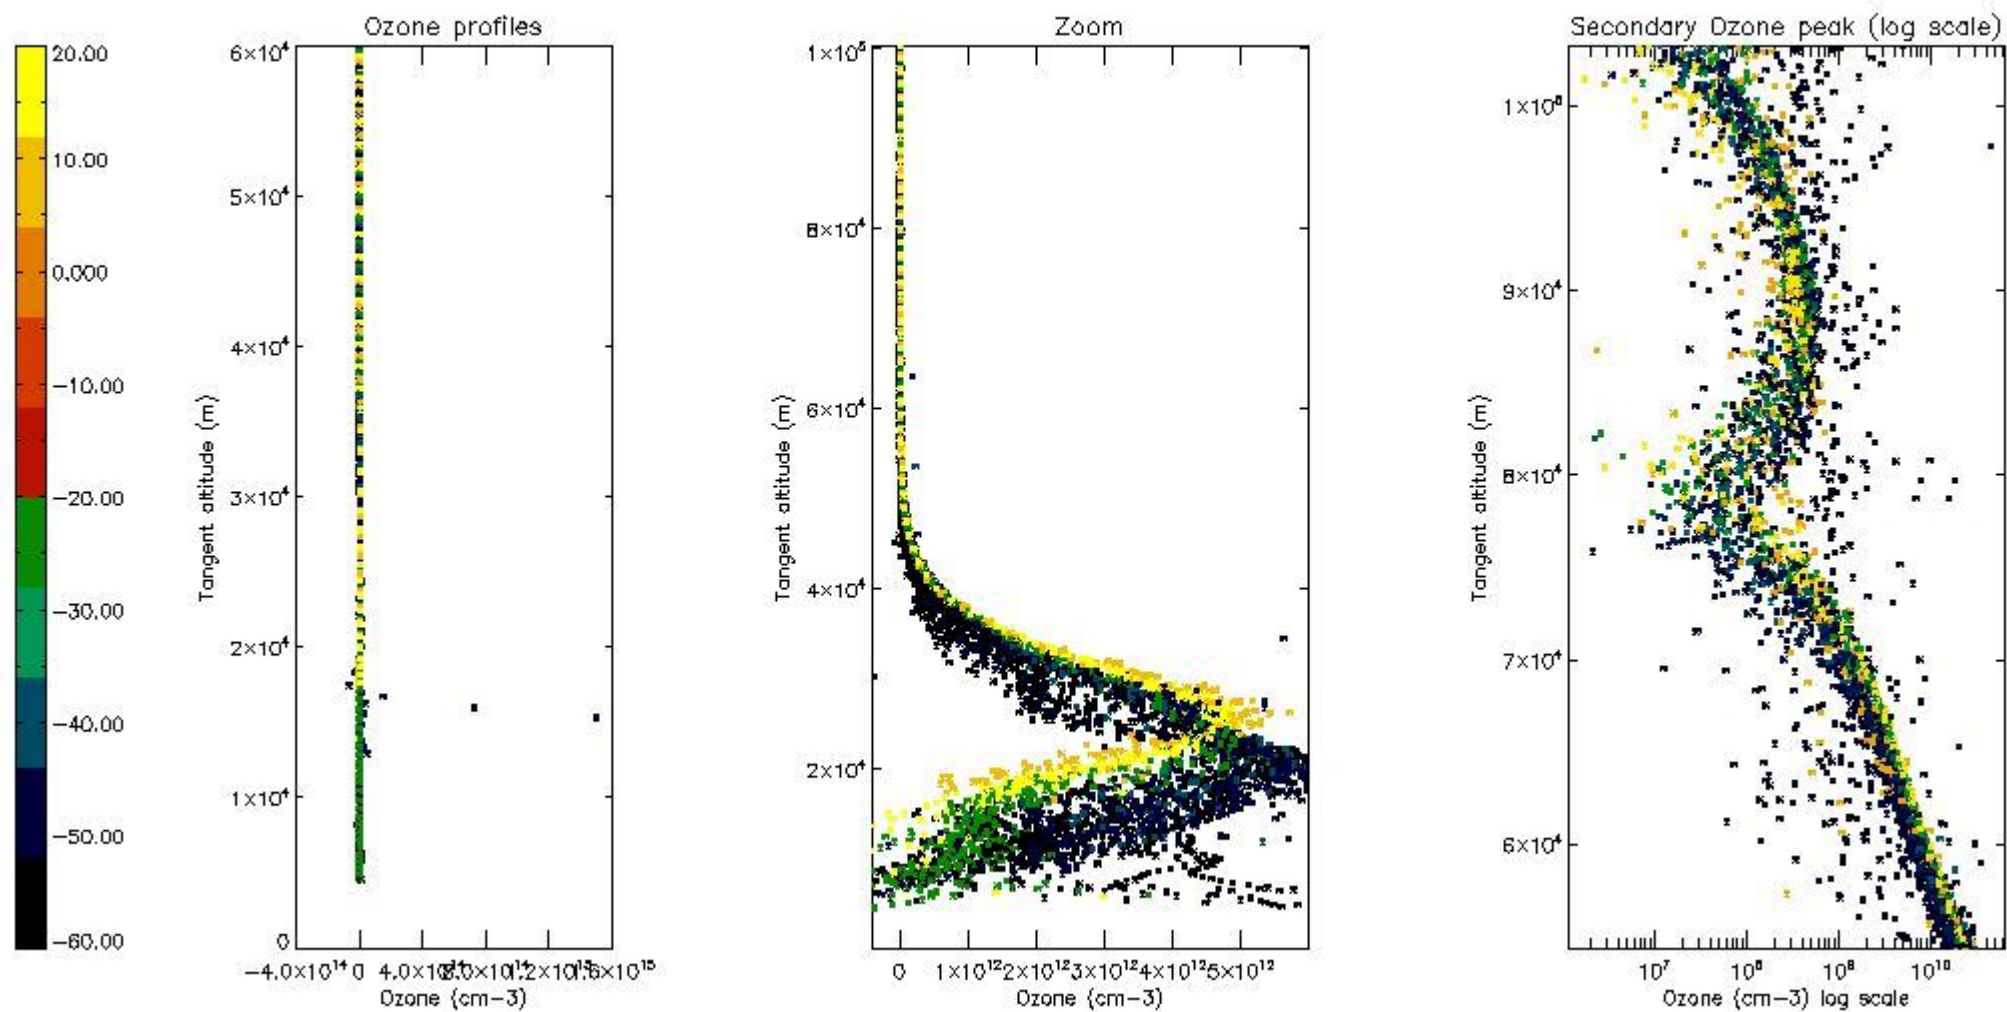 Ozone profiles
Zoom
Secondary Ozone peak (log scale)
20.00
10.00
0.000
−10.00
−20.00
−30.00
−40.00
−50.00
−60.00
6×10⁴
5×10⁴
4×10⁴
3×10⁴
2×10⁴
1×10⁴
0
Tangent altitude (m)
−4.0×10¹⁴ 0
Ozone (cm−3)
1×10⁵
8×10⁴
6×10⁴
4×10⁴
2×10⁴
Tangent altitude (m)
0 1×10¹² 2×10¹² 3×10¹² 4×10¹² 5×10¹²
Ozone (cm−3)
1×10⁵
9×10⁴
8×10⁴
7×10⁴
6×10⁴
Tangent altitude (m)
10⁷ 10⁸ 10⁹ 10¹⁰
Ozone (cm−3) log scale